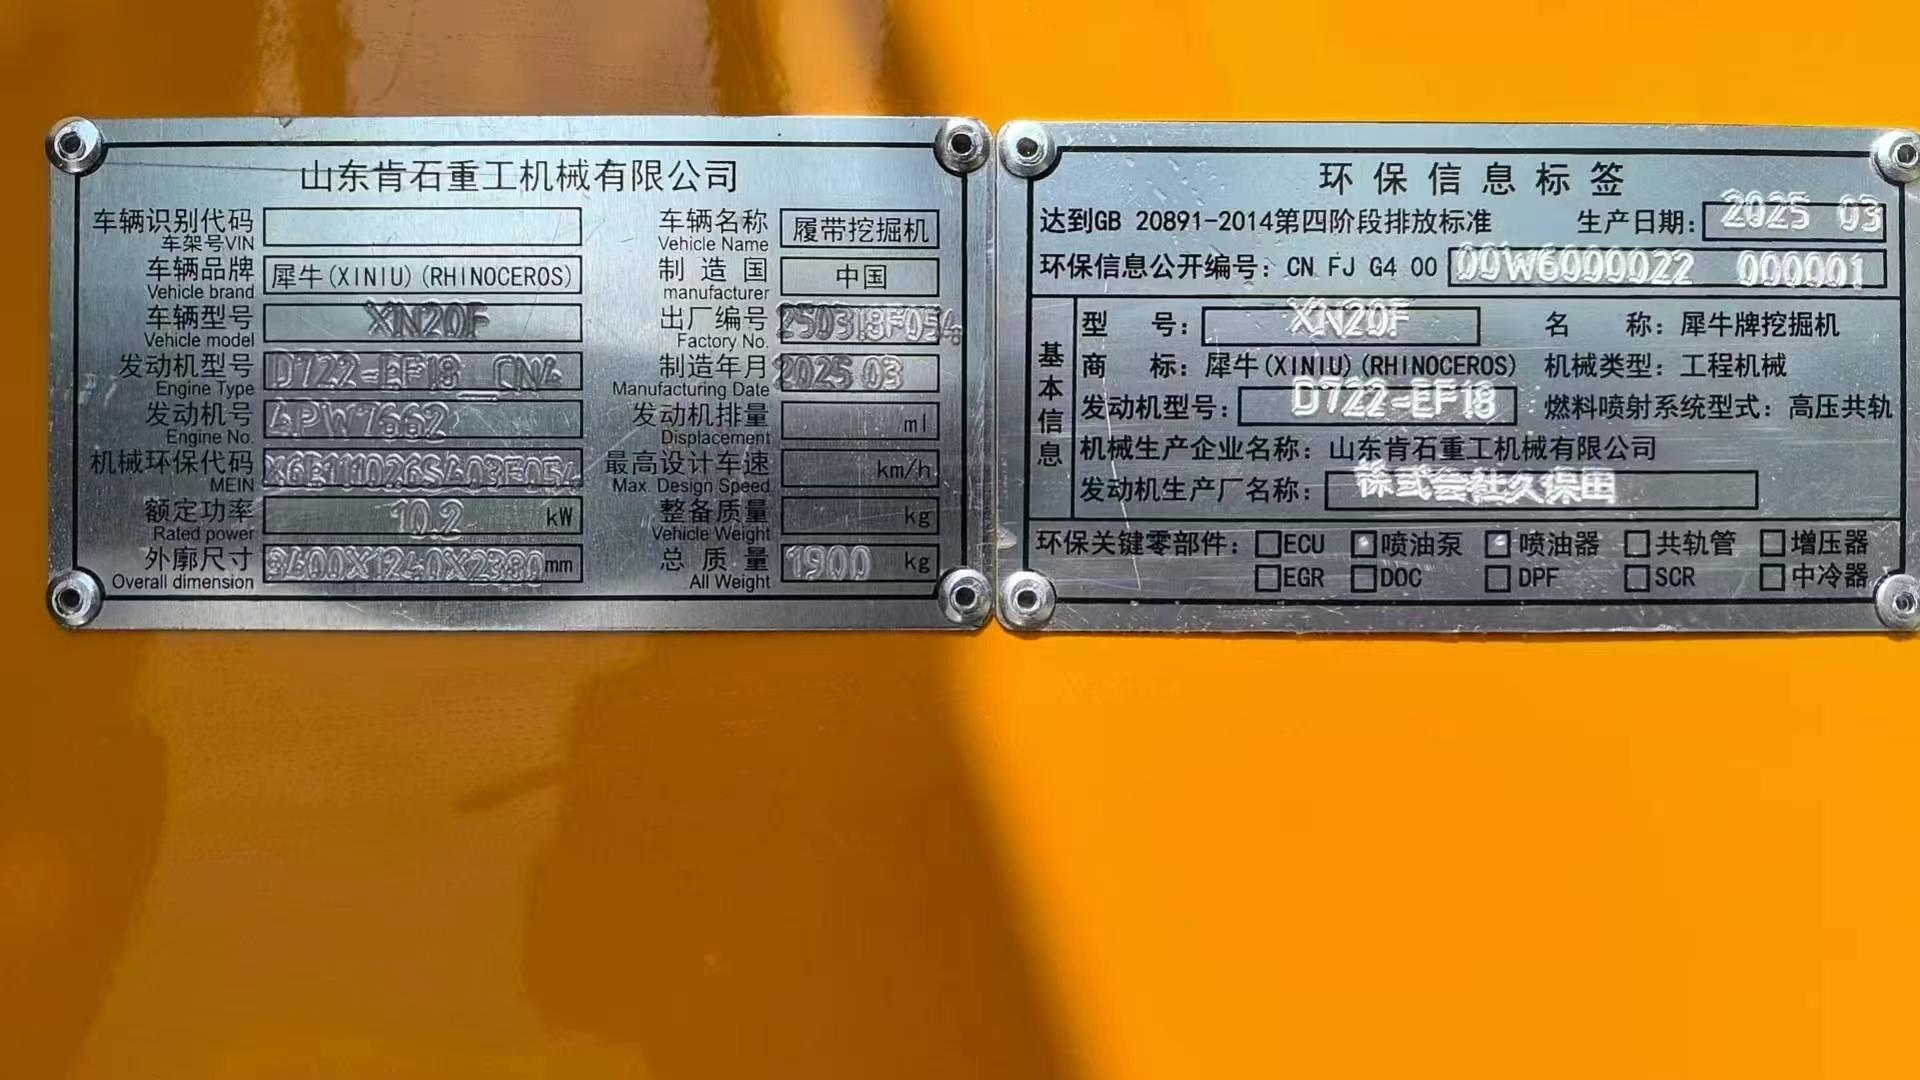 山东肯石重工机械有限公司
车辆识别代码 车辆名称 履带挖掘机
车架号VIN Vehicle Name
车辆品牌 犀牛(XINIU)(RHINOCEROS) 制造国 中国
Vehicle brand manufacturer
车辆型号 XN20F 出厂编号 250318F054
Vehicle model Factory No.
发动机型号 D722-EF18_CN4 制造年月 2025 03
Engine Type Manufacturing Date
发动机号 4PW7662 发动机排量 ml
Engine No. Displacement
机械环保代码 最高设计车速 km/h
MEIN Max. Design Speed
额定功率 10.2 kW 整备质量 kg
Rated power Vehicle Weight
外廓尺寸 3400X1240X2380mm 总质量 1900 kg
Overall dimension All Weight
环保信息标签
达到GB 20891-2014第四阶段排放标准 生产日期: 2025 03
环保信息公开编号: CN FJ G4 00 00W6000022 000001
基本信息
型号: XN20F 名称: 犀牛牌挖掘机
商标: 犀牛(XINIU)(RHINOCEROS) 机械类型: 工程机械
发动机型号: D722-EF18 燃料喷射系统型式: 高压共轨
机械生产企业名称: 山东肯石重工机械有限公司
发动机生产厂名称: 株式会社久保田
环保关键零部件: ECU 喷油泵 喷油器 共轨管 增压器
EGR DOC DPF SCR 中冷器